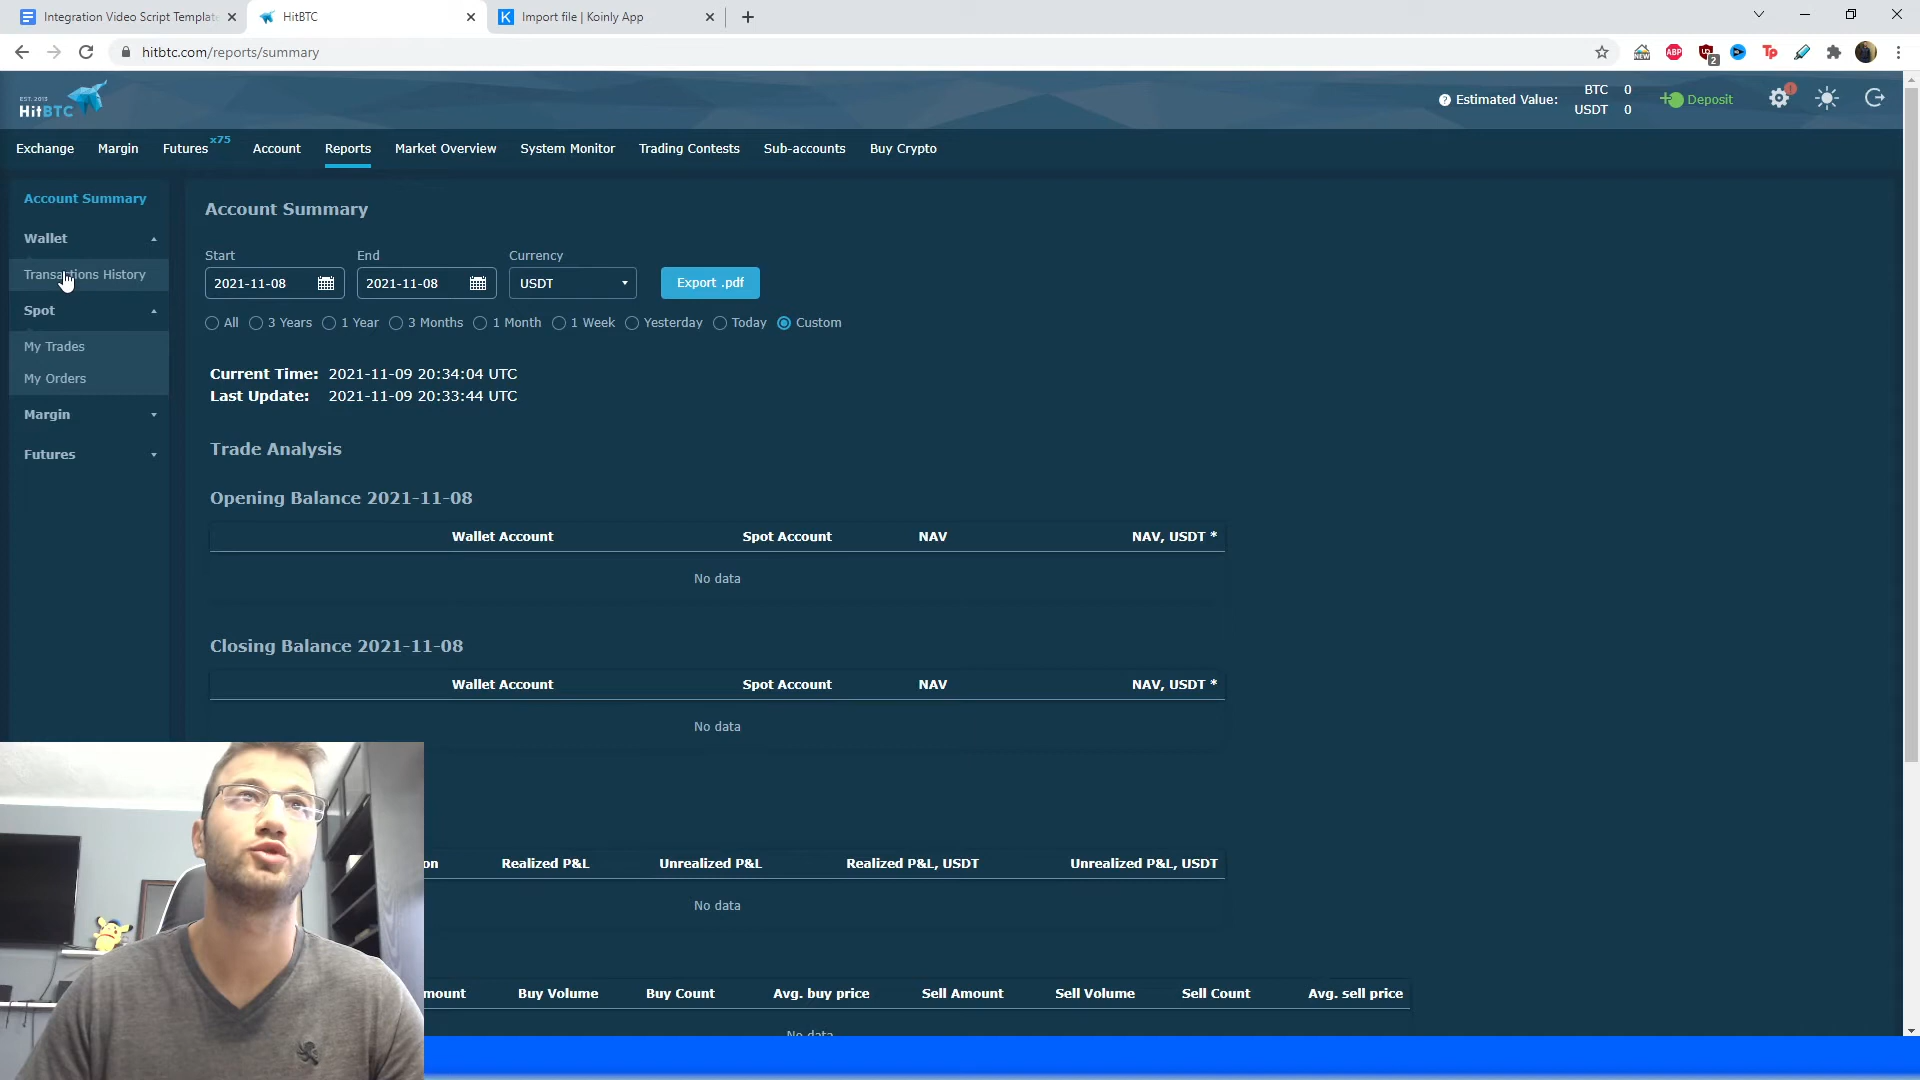 Integration Video Script Templat
HitBTC
Import file | Koinly App
hitbtc.com/reports/summary
NEW
ABP
2
Tp
EST. 2013
HitBTC
Estimated Value:
BTC 0
USDT 0
Deposit
Exchange
Margin
Futures x75
Account
Reports
Market Overview
System Monitor
Trading Contests
Sub-accounts
Buy Crypto
Account Summary
Wallet
Transactions History
Spot
My Trades
My Orders
Margin
Futures
Account Summary
Start
End
Currency
2021-11-08
2021-11-08
USDT
Export .pdf
All
3 Years
1 Year
3 Months
1 Month
1 Week
Yesterday
Today
Custom
Current Time: 2021-11-09 20:34:04 UTC
Last Update: 2021-11-09 20:33:44 UTC
Trade Analysis
Opening Balance 2021-11-08
Wallet Account Spot Account NAV NAV, USDT *
No data
Closing Balance 2021-11-08
Wallet Account Spot Account NAV NAV, USDT *
No data
on Realized P&L Unrealized P&L Realized P&L, USDT Unrealized P&L, USDT
No data
mount Buy Volume Buy Count Avg. buy price Sell Amount Sell Volume Sell Count Avg. sell price
No data